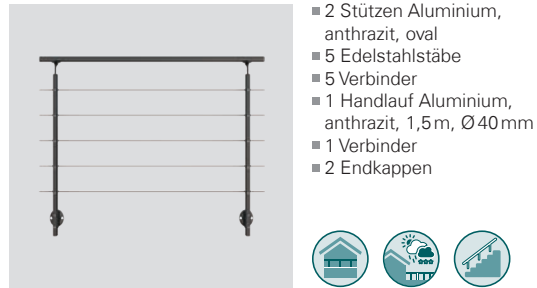 2 Stützen Aluminium,
anthrazit, oval
5 Edelstahlstäbe
5 Verbinder
1 Handlauf Aluminium,
anthrazit, 1,5 m, Ø 40 mm
1 Verbinder
2 Endkappen